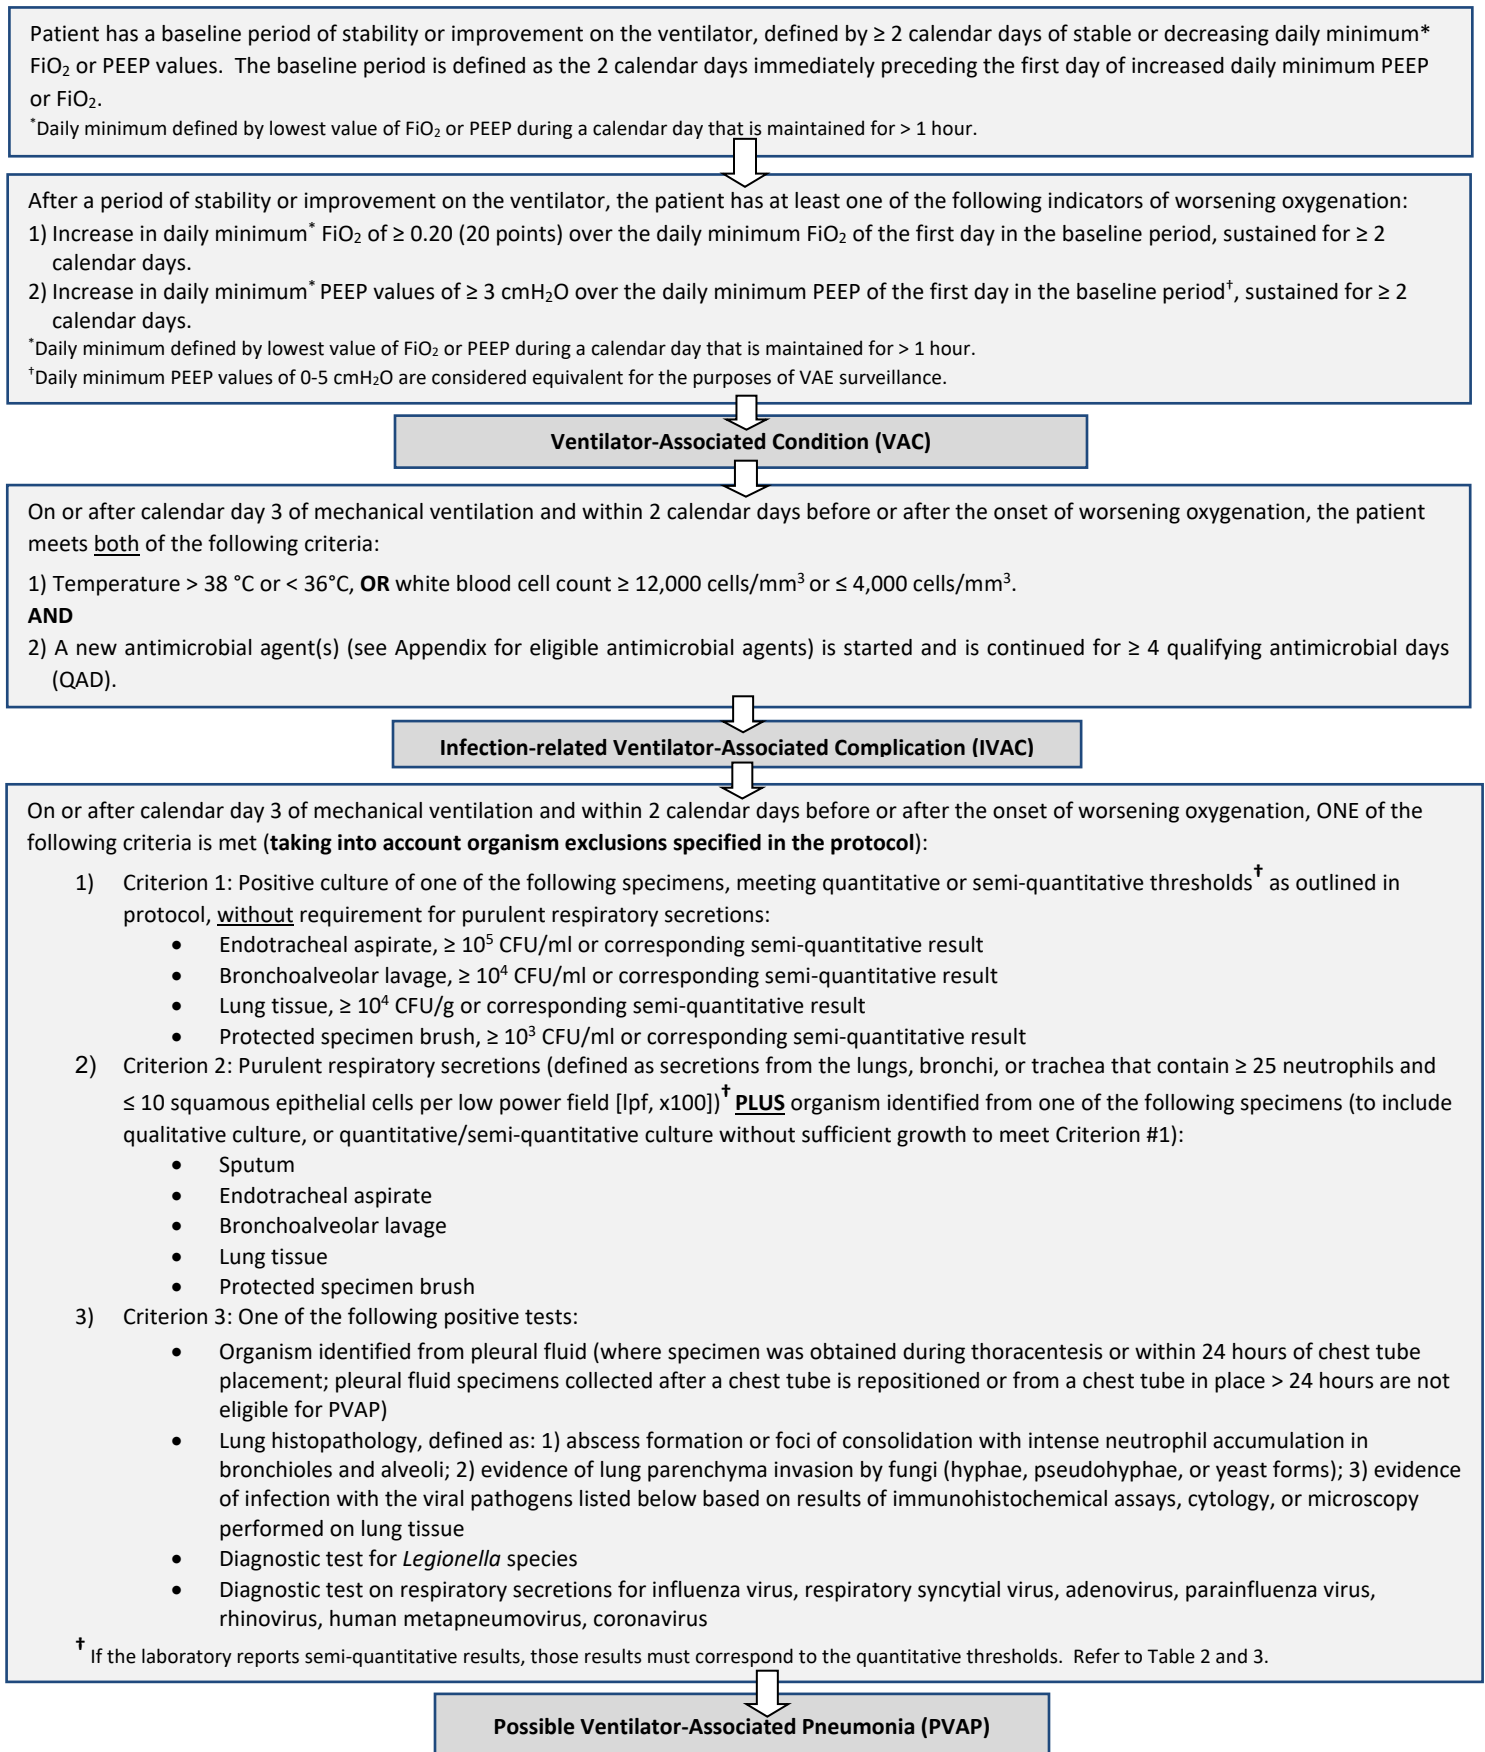 Patient has a baseline period of stability or improvement on the ventilator, defined by ≥ 2 calendar days of stable or decreasing daily minimum*
FiO₂ or PEEP values.  The baseline period is defined as the 2 calendar days immediately preceding the first day of increased daily minimum PEEP
or FiO₂.
*Daily minimum defined by lowest value of FiO₂ or PEEP during a calendar day that is maintained for > 1 hour.
After a period of stability or improvement on the ventilator, the patient has at least one of the following indicators of worsening oxygenation:
1) Increase in daily minimum* FiO₂ of ≥ 0.20 (20 points) over the daily minimum FiO₂ of the first day in the baseline period, sustained for ≥ 2
calendar days.
2) Increase in daily minimum* PEEP values of ≥ 3 cmH₂O over the daily minimum PEEP of the first day in the baseline period†, sustained for ≥ 2
calendar days.
*Daily minimum defined by lowest value of FiO₂ or PEEP during a calendar day that is maintained for > 1 hour.
†Daily minimum PEEP values of 0-5 cmH₂O are considered equivalent for the purposes of VAE surveillance.
Ventilator-Associated Condition (VAC)
On or after calendar day 3 of mechanical ventilation and within 2 calendar days before or after the onset of worsening oxygenation, the patient
meets both of the following criteria:
1) Temperature > 38 °C or < 36°C, OR white blood cell count ≥ 12,000 cells/mm³ or ≤ 4,000 cells/mm³.
AND
2) A new antimicrobial agent(s) (see Appendix for eligible antimicrobial agents) is started and is continued for ≥ 4 qualifying antimicrobial days
(QAD).
Infection-related Ventilator-Associated Complication (IVAC)
On or after calendar day 3 of mechanical ventilation and within 2 calendar days before or after the onset of worsening oxygenation, ONE of the
following criteria is met (taking into account organism exclusions specified in the protocol):
1) Criterion 1: Positive culture of one of the following specimens, meeting quantitative or semi-quantitative thresholds† as outlined in
protocol, without requirement for purulent respiratory secretions:
• Endotracheal aspirate, ≥ 10⁵ CFU/ml or corresponding semi-quantitative result
• Bronchoalveolar lavage, ≥ 10⁴ CFU/ml or corresponding semi-quantitative result
• Lung tissue, ≥ 10⁴ CFU/g or corresponding semi-quantitative result
• Protected specimen brush, ≥ 10³ CFU/ml or corresponding semi-quantitative result
2) Criterion 2: Purulent respiratory secretions (defined as secretions from the lungs, bronchi, or trachea that contain ≥ 25 neutrophils and
≤ 10 squamous epithelial cells per low power field [lpf, x100])† PLUS organism identified from one of the following specimens (to include
qualitative culture, or quantitative/semi-quantitative culture without sufficient growth to meet Criterion #1):
• Sputum
• Endotracheal aspirate
• Bronchoalveolar lavage
• Lung tissue
• Protected specimen brush
3) Criterion 3: One of the following positive tests:
• Organism identified from pleural fluid (where specimen was obtained during thoracentesis or within 24 hours of chest tube
placement; pleural fluid specimens collected after a chest tube is repositioned or from a chest tube in place > 24 hours are not
eligible for PVAP)
• Lung histopathology, defined as: 1) abscess formation or foci of consolidation with intense neutrophil accumulation in
bronchioles and alveoli; 2) evidence of lung parenchyma invasion by fungi (hyphae, pseudohyphae, or yeast forms); 3) evidence
of infection with the viral pathogens listed below based on results of immunohistochemical assays, cytology, or microscopy
performed on lung tissue
• Diagnostic test for Legionella species
• Diagnostic test on respiratory secretions for influenza virus, respiratory syncytial virus, adenovirus, parainfluenza virus,
rhinovirus, human metapneumovirus, coronavirus
† If the laboratory reports semi-quantitative results, those results must correspond to the quantitative thresholds.  Refer to Table 2 and 3.
Possible Ventilator-Associated Pneumonia (PVAP)